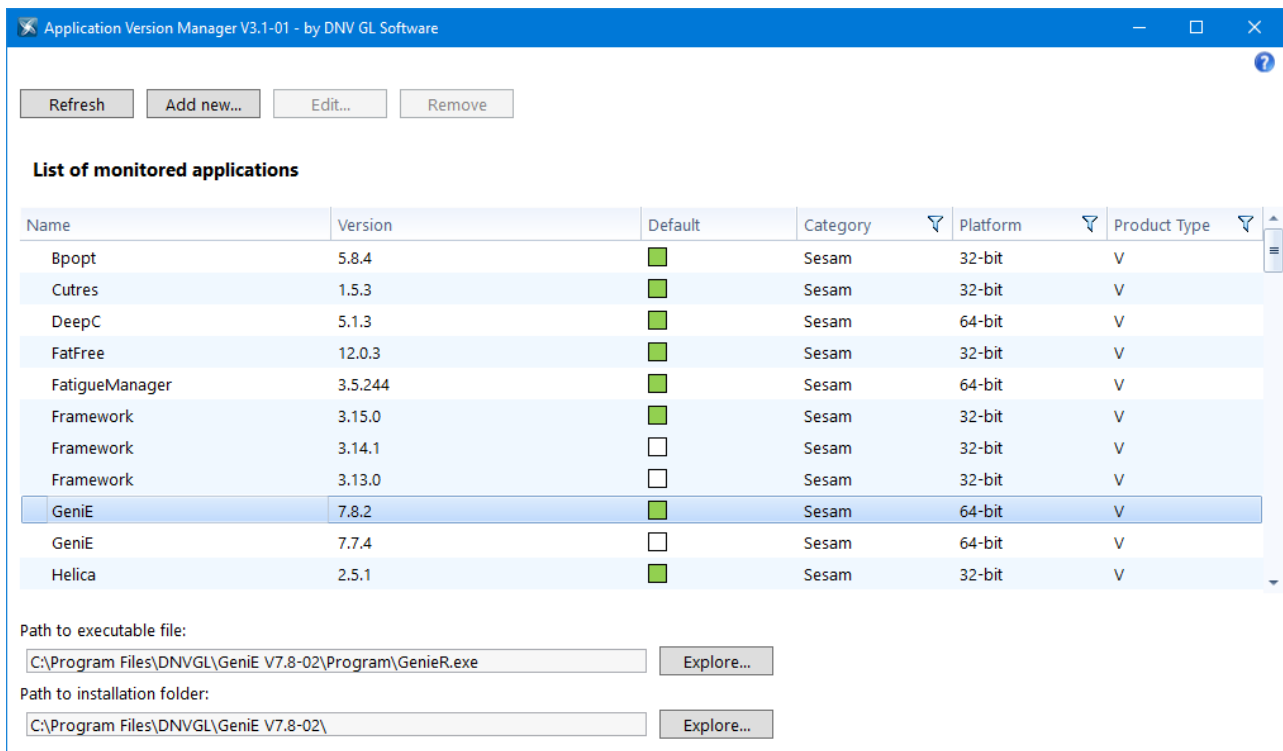 Application Version Manager V3.1-01 - by DNV GL Software
Refresh Add new... Edit... Remove
List of monitored applications
Name Version Default Category Platform Product Type
Bpopt 5.8.4 Sesam 32-bit V
Cutres 1.5.3 Sesam 32-bit V
DeepC 5.1.3 Sesam 64-bit V
FatFree 12.0.3 Sesam 32-bit V
FatigueManager 3.5.244 Sesam 64-bit V
Framework 3.15.0 Sesam 32-bit V
Framework 3.14.1 Sesam 32-bit V
Framework 3.13.0 Sesam 32-bit V
GeniE 7.8.2 Sesam 64-bit V
GeniE 7.7.4 Sesam 64-bit V
Helica 2.5.1 Sesam 32-bit V
Path to executable file:
C:\Program Files\DNVGL\GeniE V7.8-02\Program\GenieR.exe Explore...
Path to installation folder:
C:\Program Files\DNVGL\GeniE V7.8-02\ Explore...